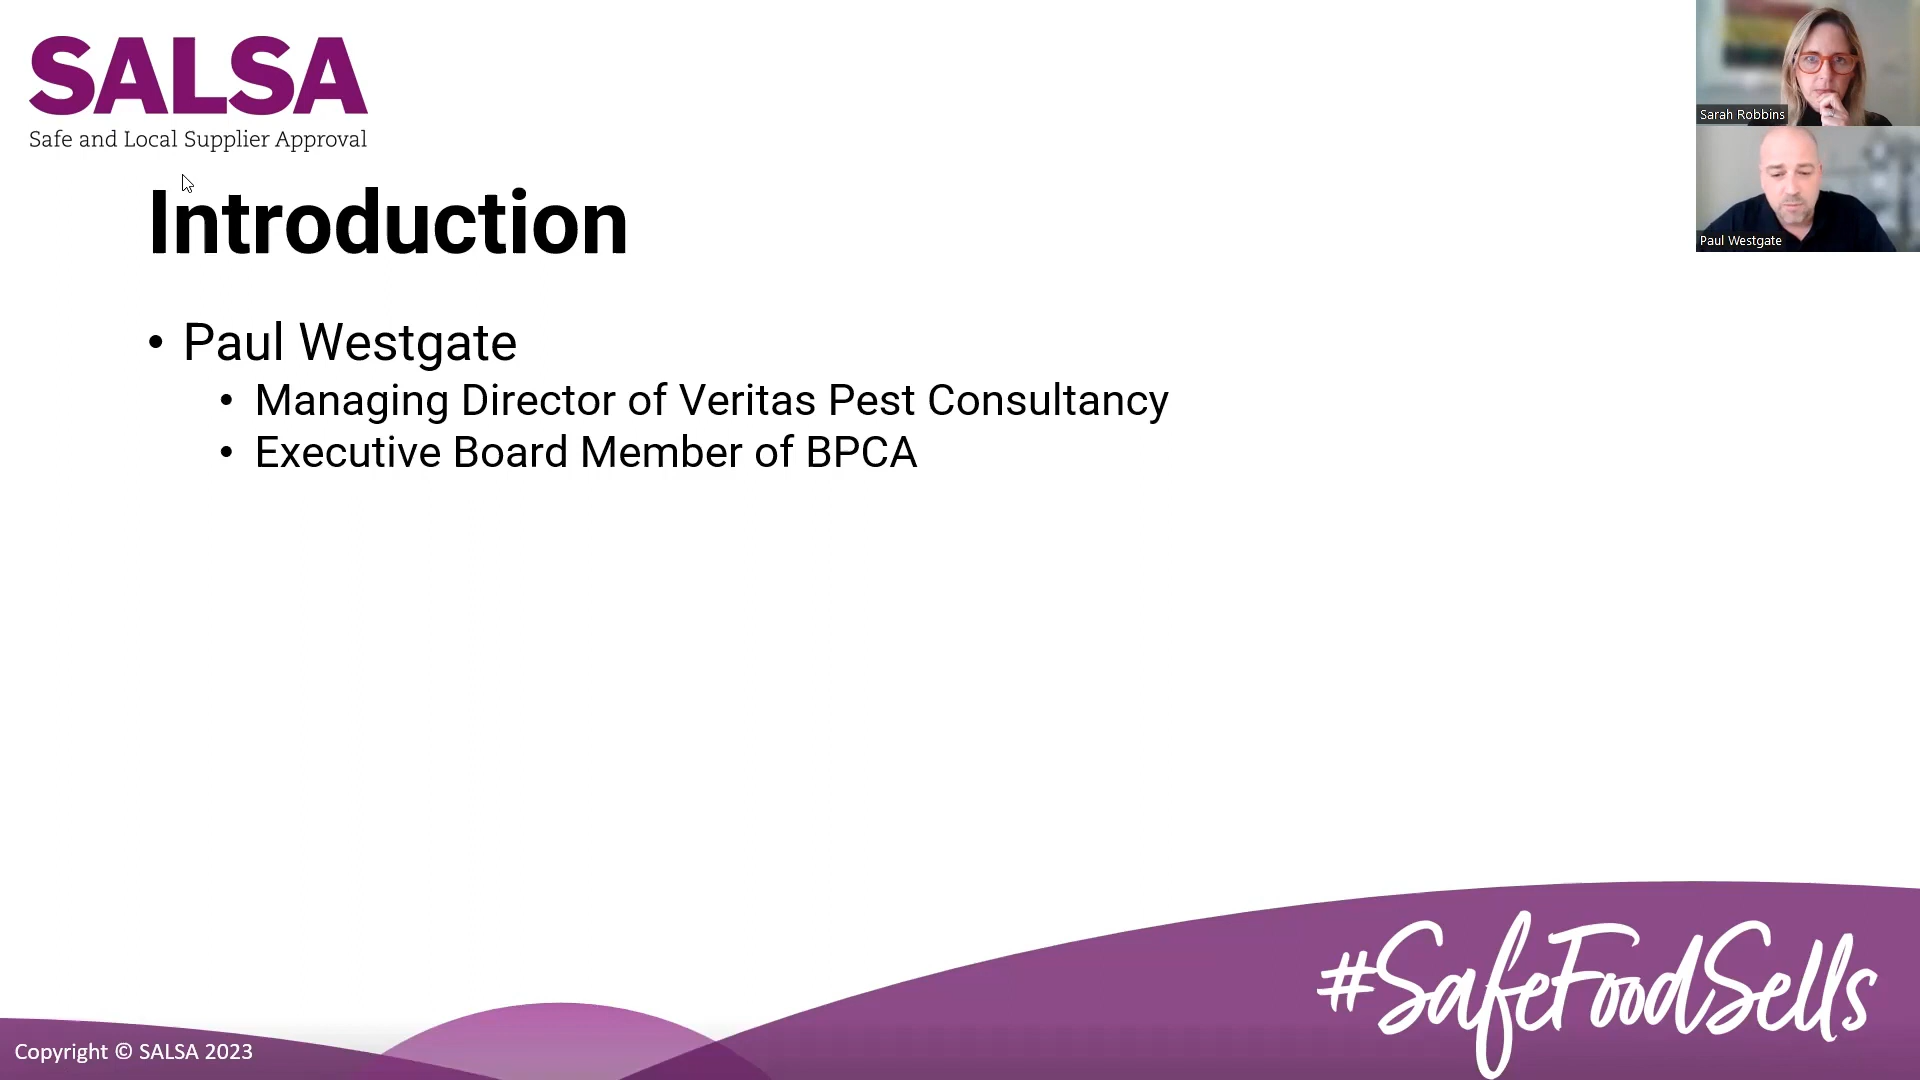 SALSA
Safe and Local Supplier Approval
Sarah Robbins
Paul Westgate
Introduction
• Paul Westgate
• Managing Director of Veritas Pest Consultancy
• Executive Board Member of BPCA
#SafeFoodSells
Copyright © SALSA 2023